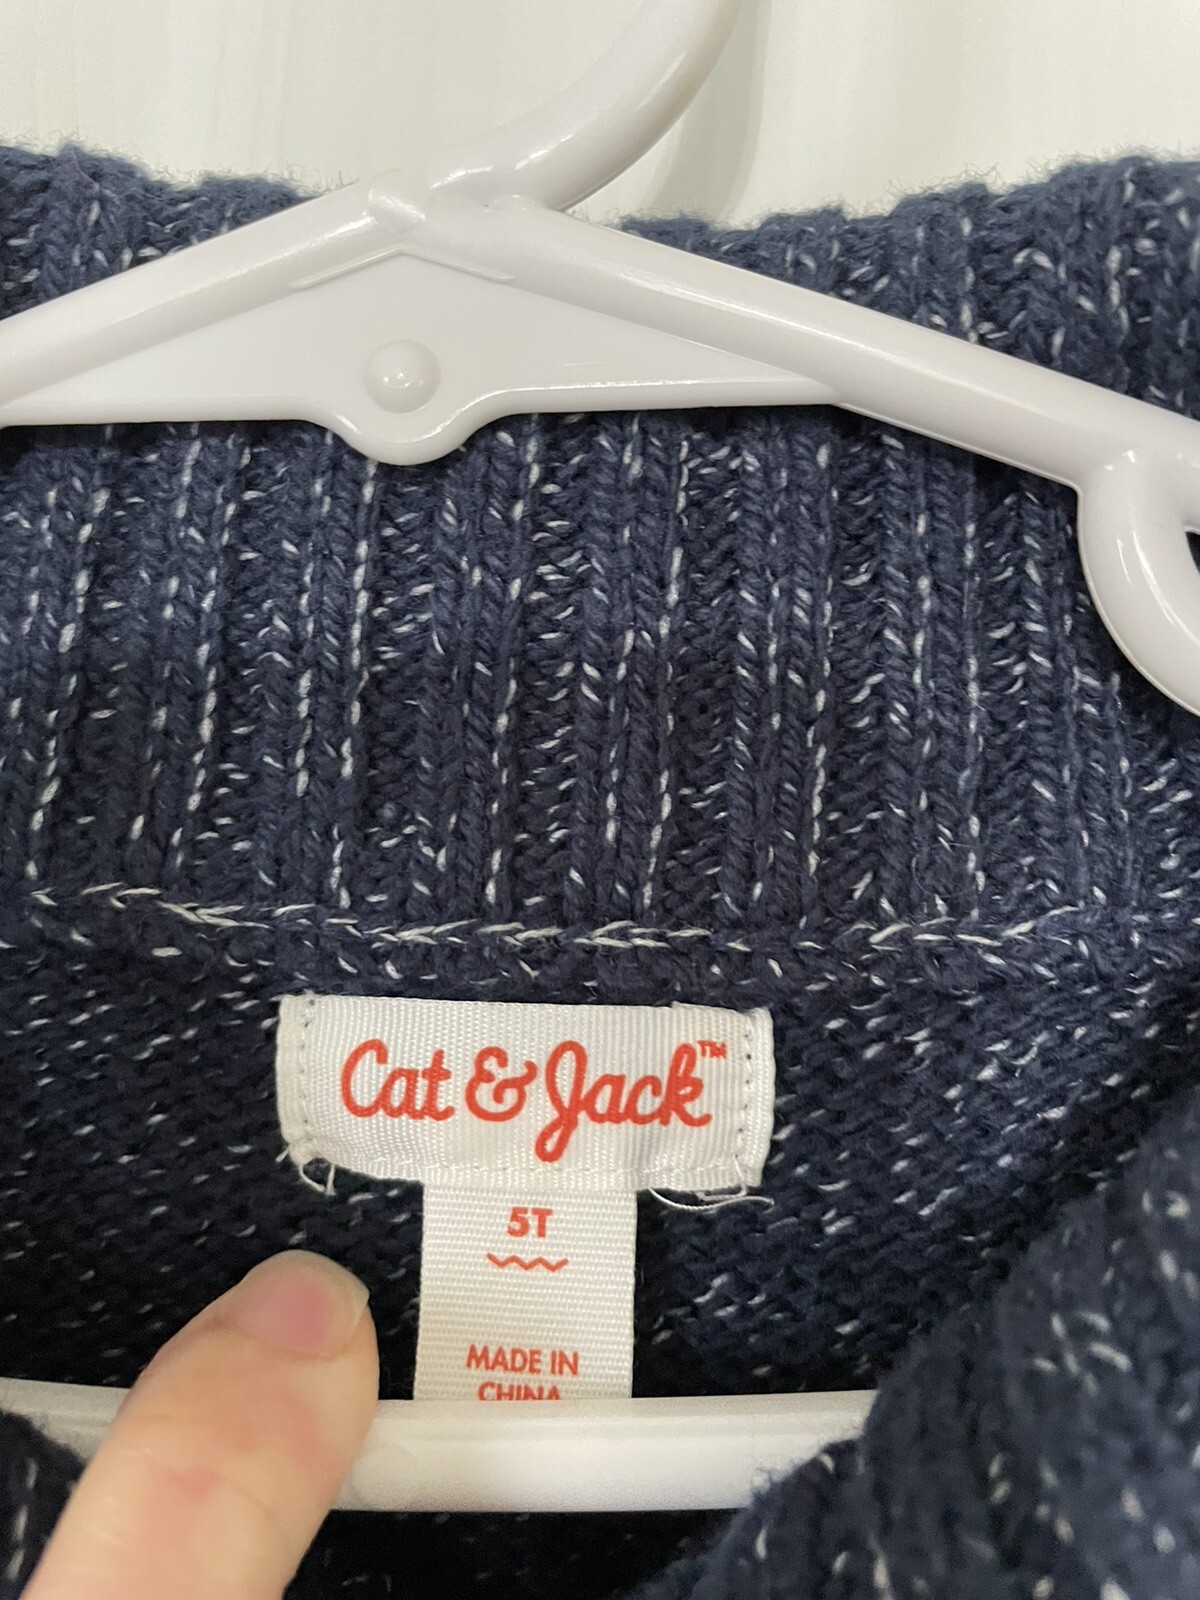 Cat & Jack™
5T
MADE IN
CHINA